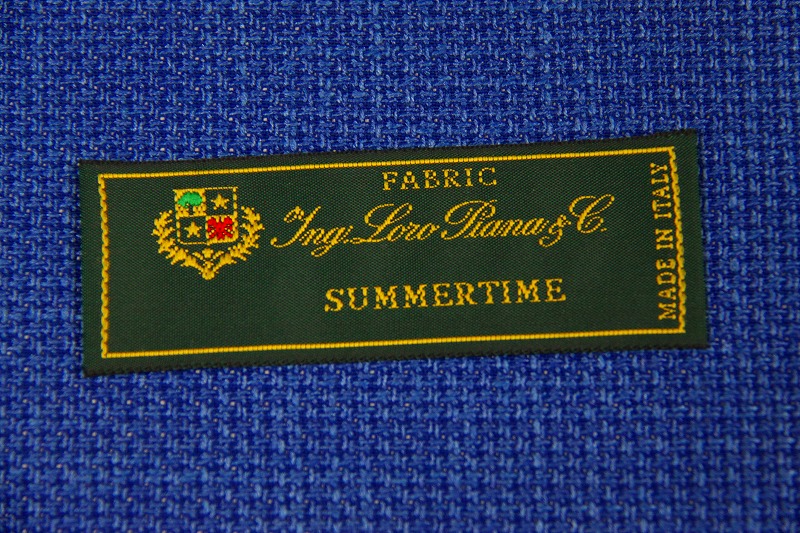 FABRIC
Ing. Loro Piana & C.
SUMMERTIME
MADE IN ITALY